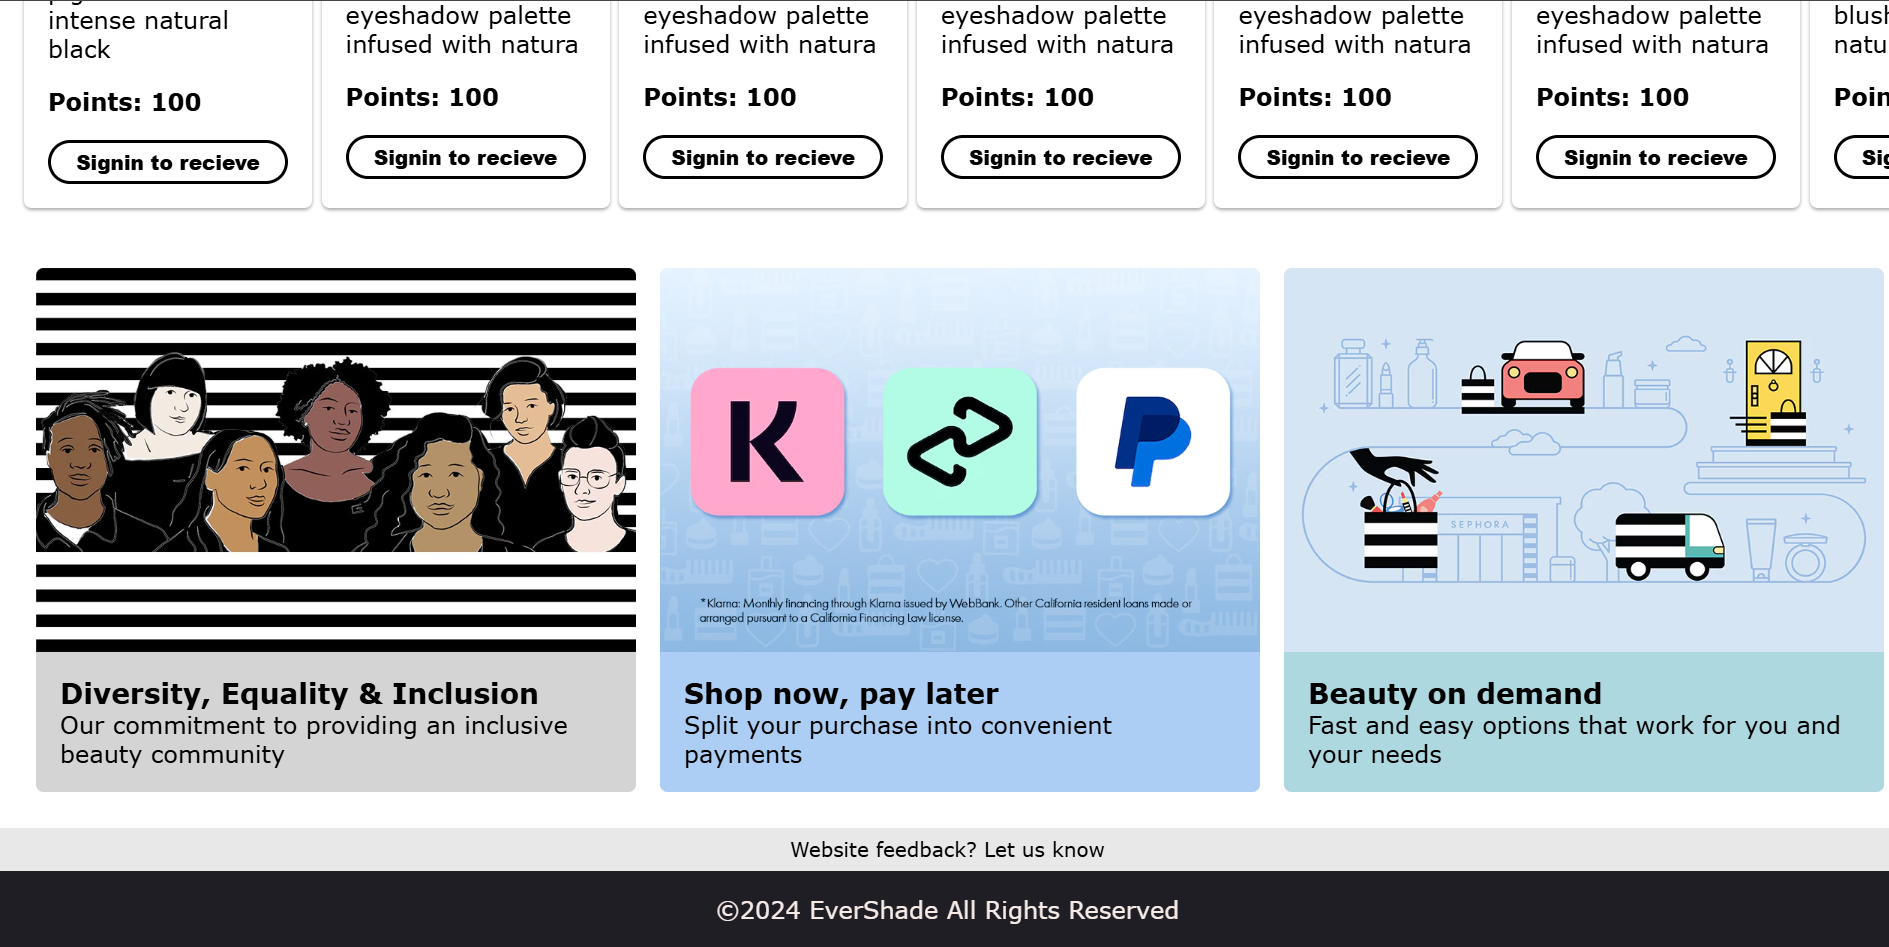 intense natural
black
Points: 100
Signin to recieve
eyeshadow palette
infused with natura
Points: 100
Signin to recieve
eyeshadow palette
infused with natura
Points: 100
Signin to recieve
eyeshadow palette
infused with natura
Points: 100
Signin to recieve
eyeshadow palette
infused with natura
Points: 100
Signin to recieve
eyeshadow palette
infused with natura
Points: 100
Signin to recieve
blush
natu
Poin
Sig
K
SEPHORA
*Klarna: Monthly financing through Klarna issued by WebBank. Other California resident loans made or
arranged pursuant to a California Financing Law license.
Diversity, Equality & Inclusion
Our commitment to providing an inclusive
beauty community
Shop now, pay later
Split your purchase into convenient
payments
Beauty on demand
Fast and easy options that work for you and
your needs
Website feedback? Let us know
©2024 EverShade All Rights Reserved